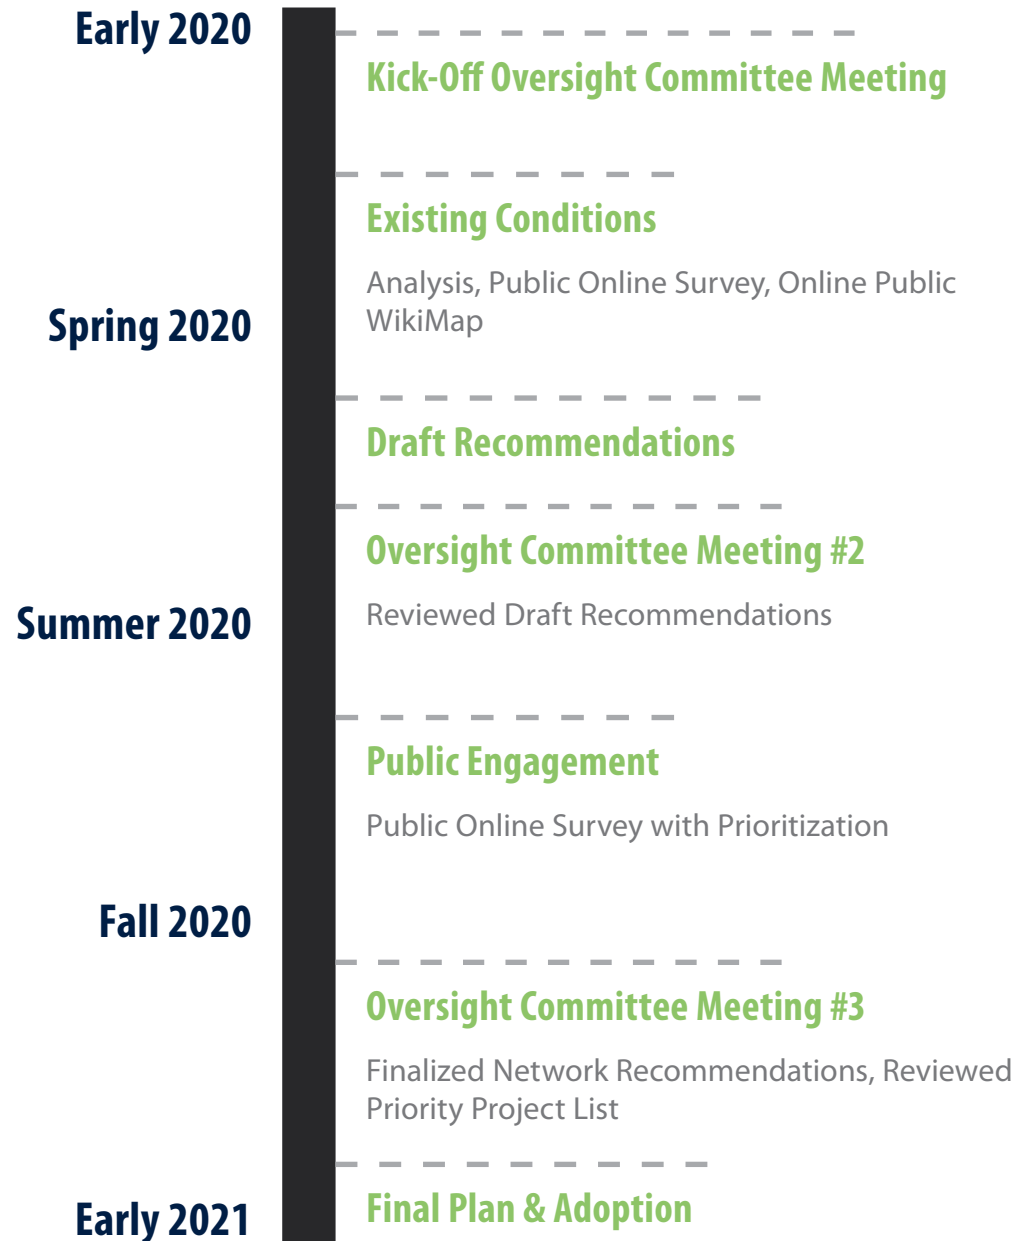 Early 2020
Kick-Off Oversight Committee Meeting
Existing Conditions
Analysis, Public Online Survey, Online Public
WikiMap
Spring 2020
Draft Recommendations
Oversight Committee Meeting #2
Reviewed Draft Recommendations
Summer 2020
Public Engagement
Public Online Survey with Prioritization
Fall 2020
Oversight Committee Meeting #3
Finalized Network Recommendations, Reviewed
Priority Project List
Final Plan & Adoption
Early 2021